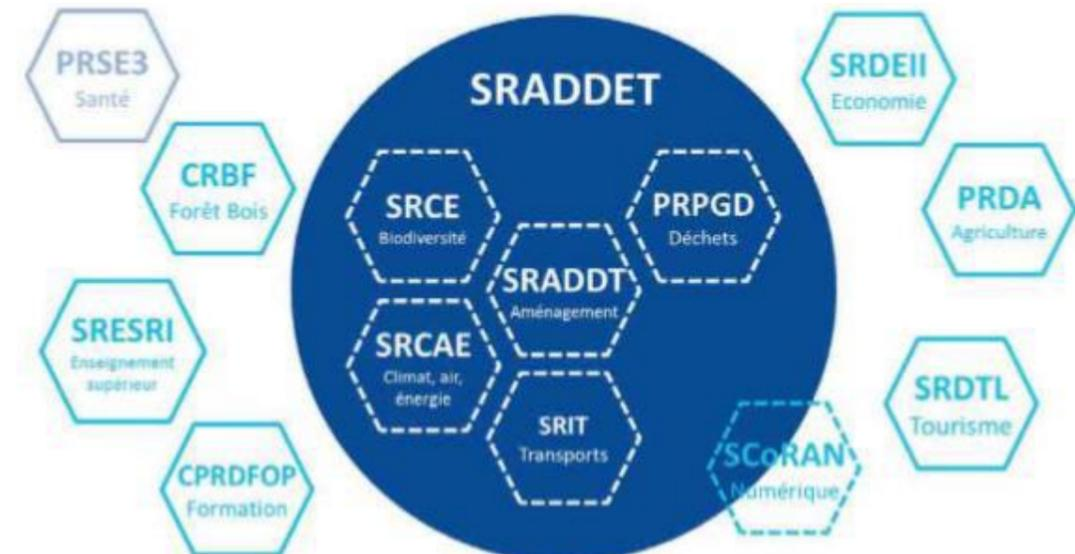 PRSE3
Santé
CRBF
Forêt Bois
SRESRI
Enseignement
supérieur
CPRDFOP
Formation
SRADDET
SRCE
Biodiversité
PRPGD
Déchets
SRADDT
Aménagement
SRCAE
Climat, air,
énergie
SRIT
Transports
SCoRAN
Numérique
SRDEII
Economie
PRDA
Agriculture
SRDTL
Tourisme